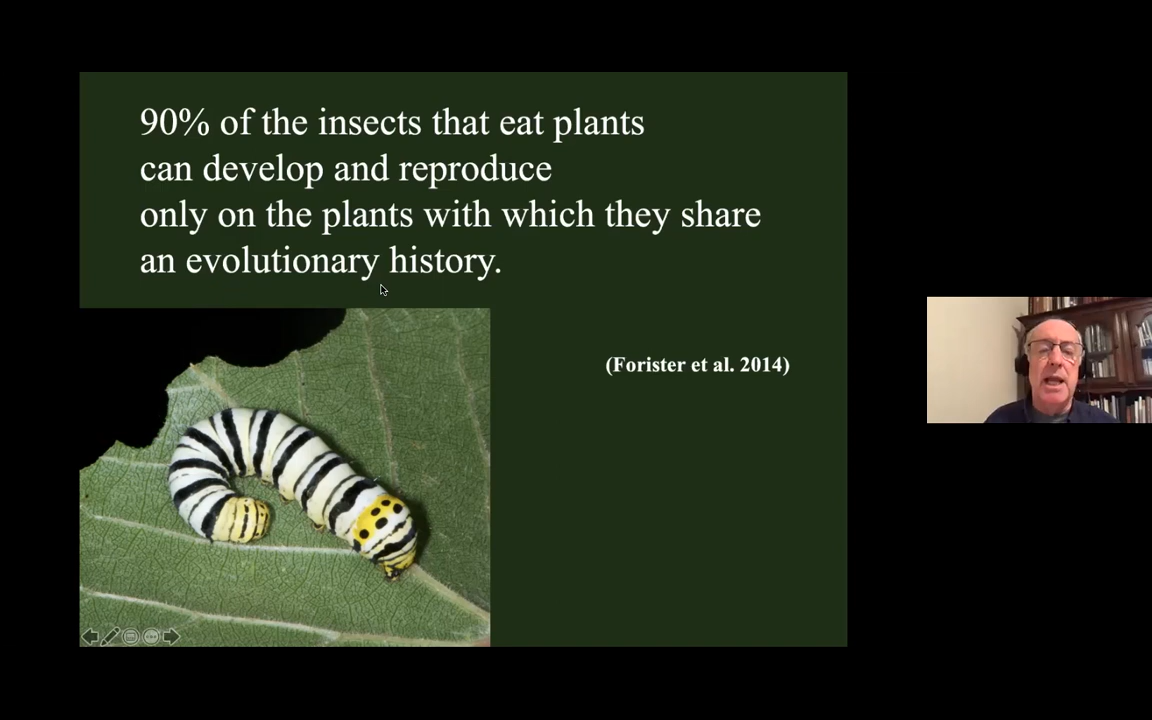 90% of the insects that eat plants
can develop and reproduce
only on the plants with which they share
an evolutionary history.
(Forister et al. 2014)